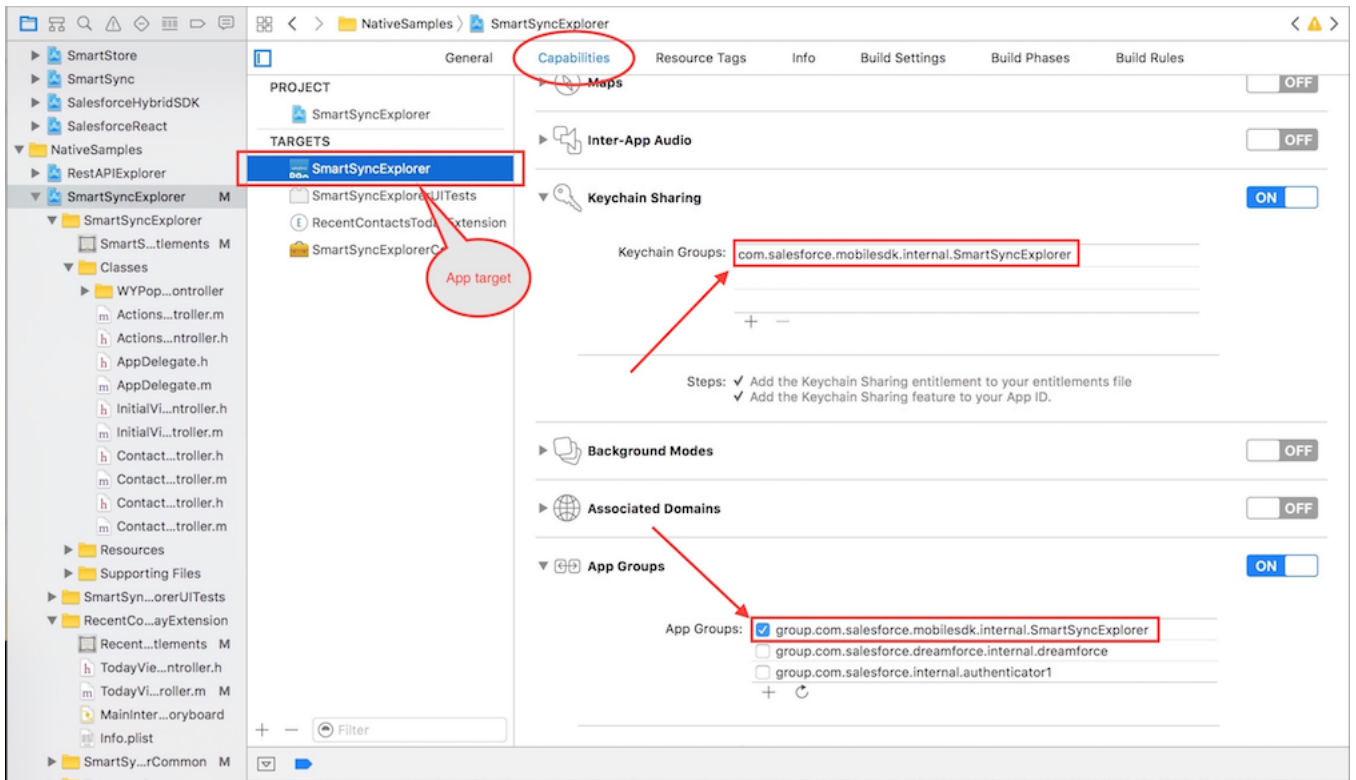 NativeSamples
SmartSyncExplorer
SmartStore
SmartSync
SalesforceHybridSDK
SalesforceReact
NativeSamples
RestAPIExplorer
SmartSyncExplorer M
SmartSyncExplorer
SmartS...tlements M
Classes
WYPop...ontroller
m Actions...troller.m
h Actions...ntroller.h
h AppDelegate.h
m AppDelegate.m
h InitialVi...ntroller.h
m InitialVi...troller.m
h Contact...troller.h
m Contact...troller.m
h Contact...troller.h
m Contact...troller.m
Resources
Supporting Files
SmartSyn...orerUITests
RecentCo...ayExtension
Recent...tlements M
h TodayVie...ntroller.h
m TodayVi...roller.m M
MainInter...oryboard
Info.plist
SmartSy...rCommon M
General Capabilities Resource Tags Info Build Settings Build Phases Build Rules
PROJECT
SmartSyncExplorer
TARGETS
SmartSyncExplorer
SmartSyncExplorerUITests
E RecentContactsTodayExtension
SmartSyncExplorerC
App target
Filter
Maps OFF
Inter-App Audio OFF
Keychain Sharing ON
Keychain Groups: com.salesforce.mobilesdk.internal.SmartSyncExplorer
Steps: ✓ Add the Keychain Sharing entitlement to your entitlements file
✓ Add the Keychain Sharing feature to your App ID.
Background Modes OFF
Associated Domains OFF
App Groups ON
App Groups: group.com.salesforce.mobilesdk.internal.SmartSyncExplorer
group.com.salesforce.dreamforce.internal.dreamforce
group.com.salesforce.internal.authenticator1